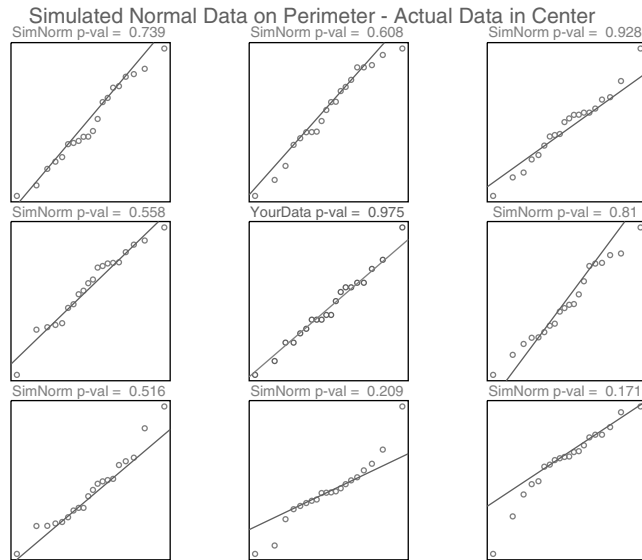 Simulated Normal Data on Perimeter - Actual Data in Center
SimNorm p-val = 0.739
SimNorm p-val = 0.608
SimNorm p-val = 0.928
SimNorm p-val = 0.558
YourData p-val = 0.975
SimNorm p-val = 0.81
SimNorm p-val = 0.516
SimNorm p-val = 0.209
SimNorm p-val = 0.171